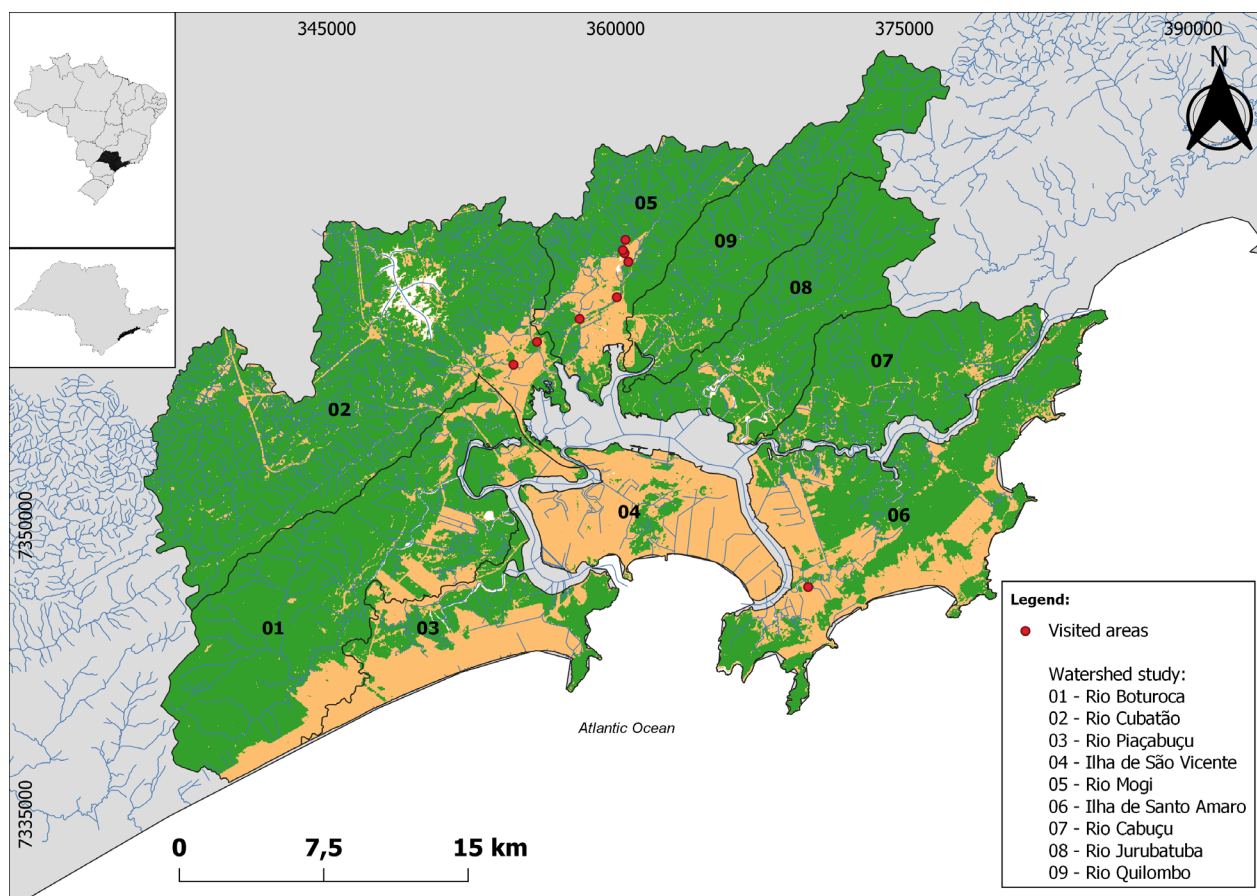 345000 360000 375000 390000
N
05
09
08
07
02
7350000
04
06
01
03
Legend:
Visited areas
Watershed study:
01 - Rio Boturoca
02 - Rio Cubatão
03 - Rio Piaçabuçu
04 - Ilha de São Vicente
05 - Rio Mogi
06 - Ilha de Santo Amaro
07 - Rio Cabuçu
08 - Rio Jurubatuba
09 - Rio Quilombo
Atlantic Ocean
7335000
0 7,5 15 km